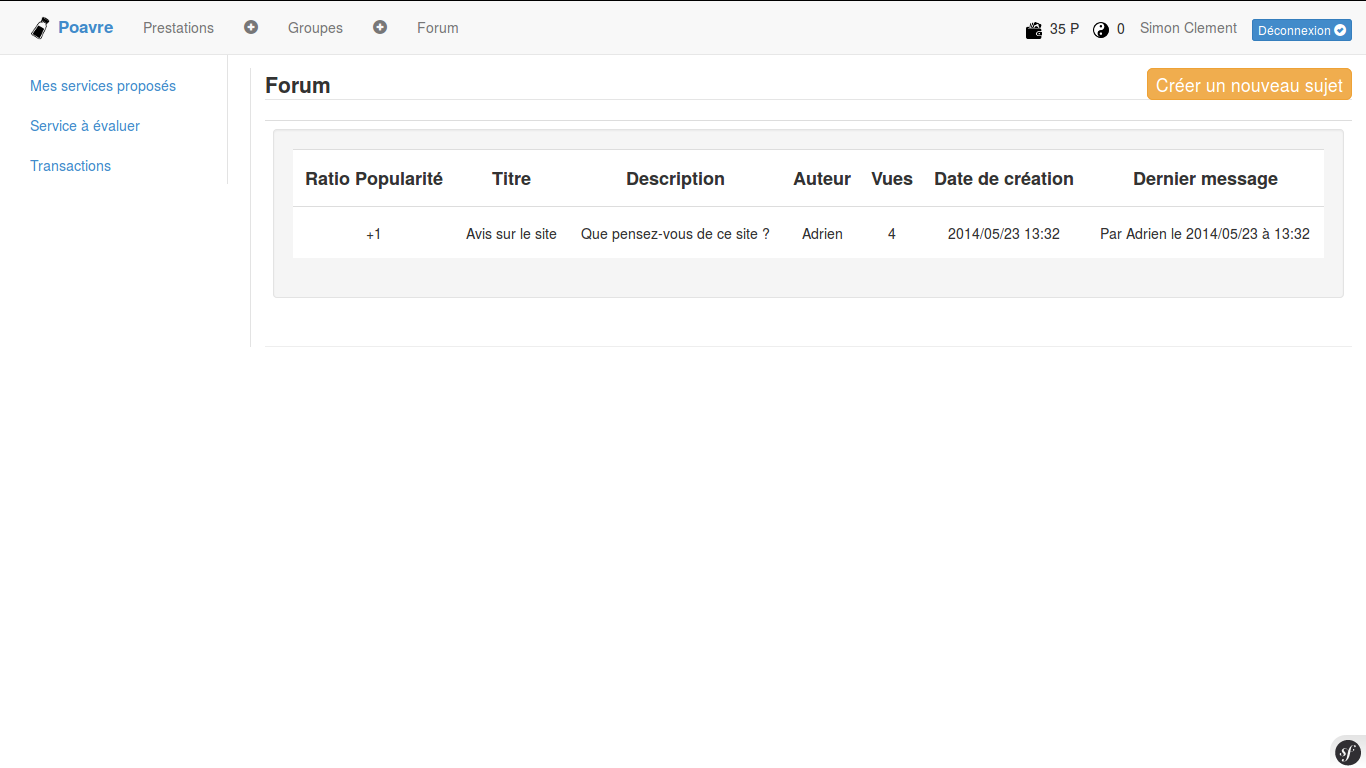 Poavre Prestations Groupes Forum 35 P 0 Simon Clement Déconnexion
Mes services proposés
Service à évaluer
Transactions
Forum Créer un nouveau sujet
Ratio Popularité Titre Description Auteur Vues Date de création Dernier message
+1 Avis sur le site Que pensez-vous de ce site ? Adrien 4 2014/05/23 13:32 Par Adrien le 2014/05/23 à 13:32
sf